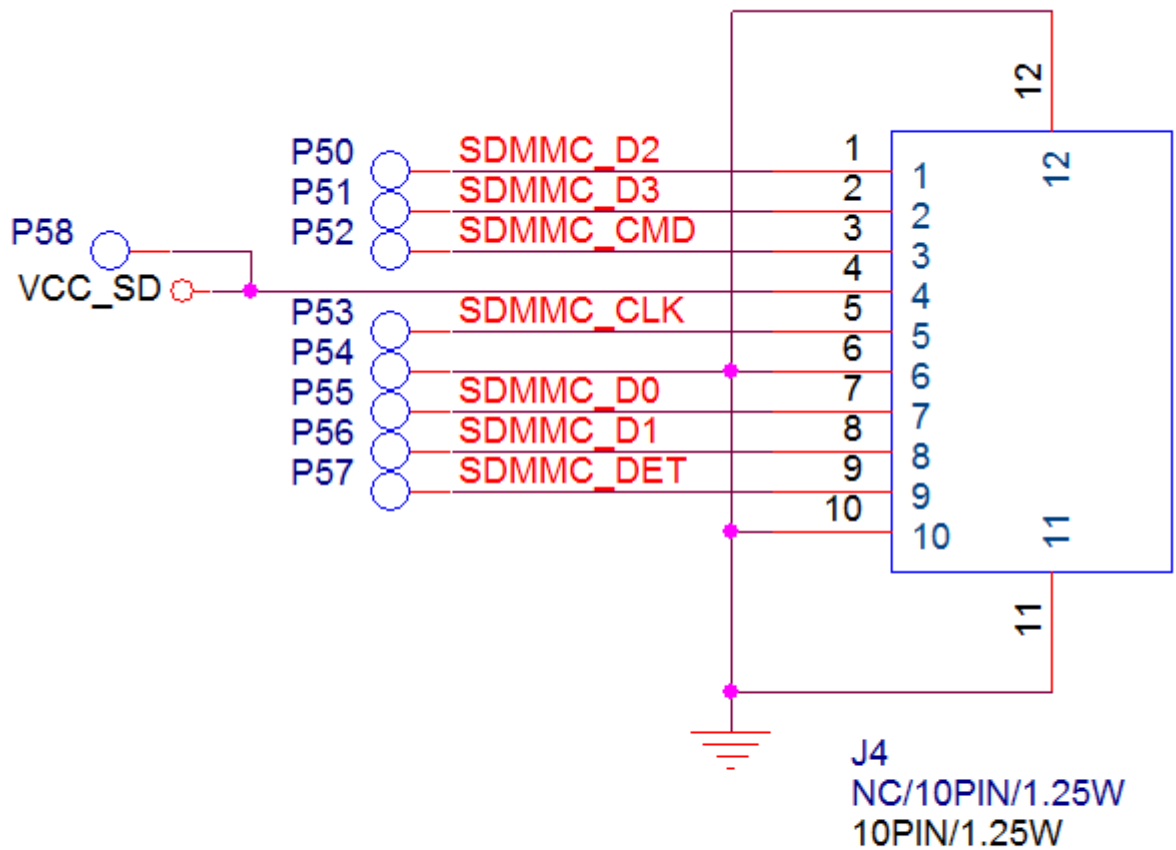 12
12
P50 SDMMC_D2 1 1
P51 SDMMC_D3 2 2
P52 SDMMC_CMD 3 3
P58
VCC_SD 4 4
P53 SDMMC_CLK 5 5
P54 6 6
P55 SDMMC_D0 7 7
P56 SDMMC_D1 8 8
P57 SDMMC_DET 9 9
10 10
11
11
J4
NC/10PIN/1.25W
10PIN/1.25W